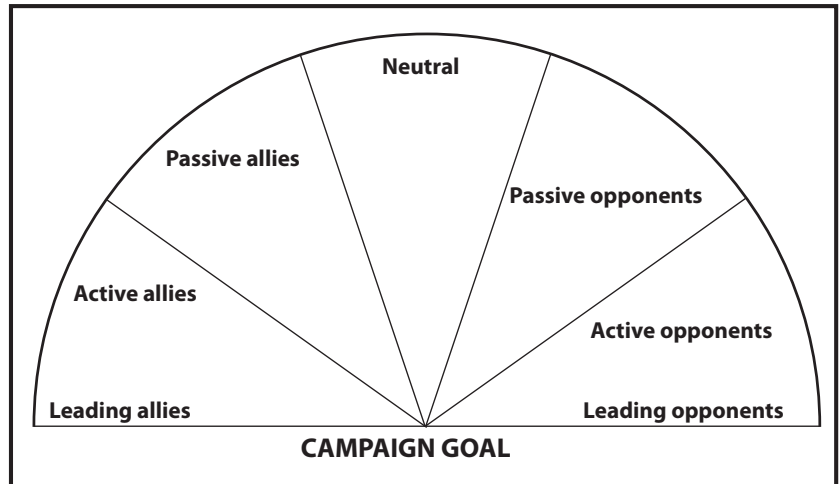 Neutral
Passive allies
Passive opponents
Active allies
Active opponents
Leading allies
Leading opponents
CAMPAIGN GOAL